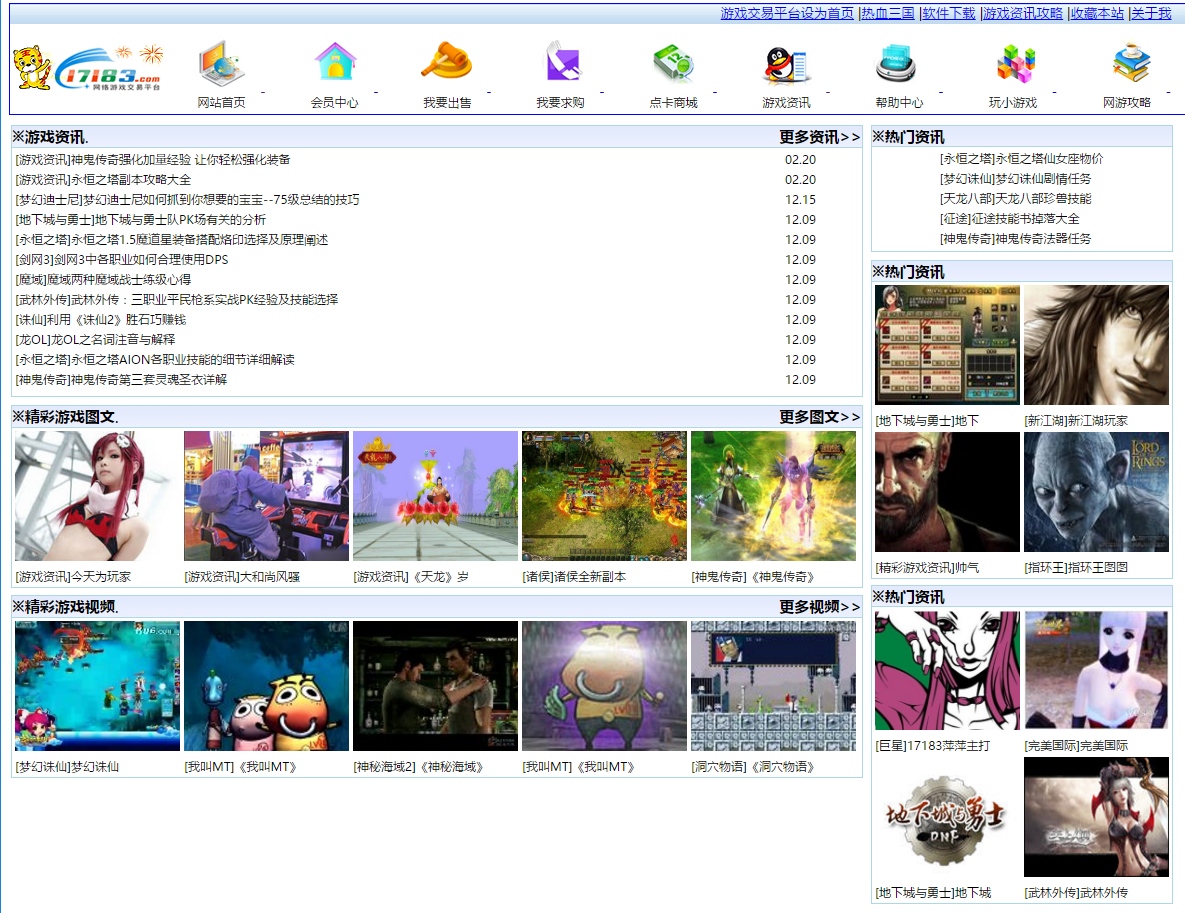 游戏交易平台设为首页 |热血三国 |软件下载 |游戏资讯攻略 |收藏本站 |关于我
17183.com
网络游戏交易平台
网站首页 会员中心 我要出售 我要求购 点卡商城 游戏资讯 帮助中心 玩小游戏 网游攻略
※游戏资讯. 更多资讯>>
[游戏资讯]神鬼传奇强化加量经验 让你轻松强化装备 02.20
[游戏资讯]永恒之塔副本攻略大全 02.20
[梦幻迪士尼]梦幻迪士尼如何抓到你想要的宝宝--75级总结的技巧 12.15
[地下城与勇士]地下城与勇士队PK场有关的分析 12.09
[永恒之塔]永恒之塔1.5魔道星装备搭配烙印选择及原理阐述 12.09
[剑网3]剑网3中各职业如何合理使用DPS 12.09
[魔域]魔域两种魔域战士练级心得 12.09
[武林外传]武林外传：三职业平民枪系实战PK经验及技能选择 12.09
[诛仙]利用《诛仙2》胜石巧赚钱 12.09
[龙OL]龙OL之名词注音与解释 12.09
[永恒之塔]永恒之塔AION各职业技能的细节详细解读 12.09
[神鬼传奇]神鬼传奇第三套灵魂圣衣详解 12.09
※精彩游戏图文. 更多图文>>
[游戏资讯]今天为玩家 [游戏资讯]大和尚风骚 [游戏资讯]《天龙》岁 [诸侯]诸侯全新副本 [神鬼传奇]《神鬼传奇》
※精彩游戏视频. 更多视频>>
[梦幻诛仙]梦幻诛仙 [我叫MT]《我叫MT》 [神秘海域2]《神秘海域》 [我叫MT]《我叫MT》 [洞穴物语]《洞穴物语》
※热门资讯
[永恒之塔]永恒之塔仙女座物价
[梦幻诛仙]梦幻诛仙剧情任务
[天龙八部]天龙八部珍兽技能
[征途]征途技能书掉落大全
[神鬼传奇]神鬼传奇法器任务
※热门资讯
[地下城与勇士]地下 [新江湖]新江湖玩家
LORD
OF THE
RINGS
[精彩游戏资讯]帅气 [指环王]指环王图图
※热门资讯
[巨星]17183萍萍主打 [完美国际]完美国际
地下城与勇士
DNF
[地下城与勇士]地下城 [武林外传]武林外传